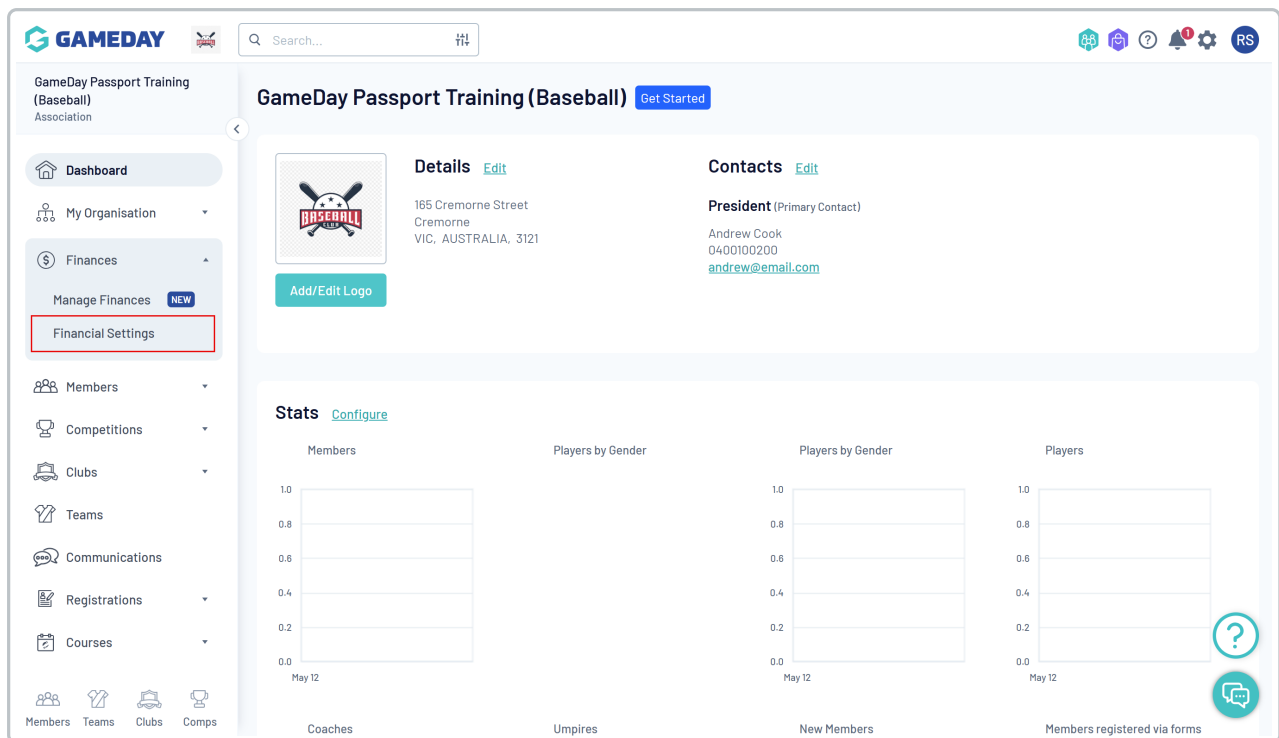 GAMEDAY
Search...
1
RS
GameDay Passport Training
(Baseball)
Association
Dashboard
My Organisation
Finances
Manage Finances NEW
Financial Settings
Members
Competitions
Clubs
Teams
Communications
Registrations
Courses
Members Teams Clubs Comps
GameDay Passport Training (Baseball) Get Started
BASEBALL
CLUB
Add/Edit Logo
Details Edit
165 Cremorne Street
Cremorne
VIC, AUSTRALIA, 3121
Contacts Edit
President (Primary Contact)
Andrew Cook
0400100200
andrew@email.com
Stats Configure
Members Players by Gender Players by Gender Players
1.0 1.0 1.0
0.8 0.8 0.8
0.6 0.6 0.6
0.4 0.4 0.4
0.2 0.2 0.2
0.0 0.0 0.0
May 12 May 12 May 12
Coaches Umpires New Members Members registered via forms